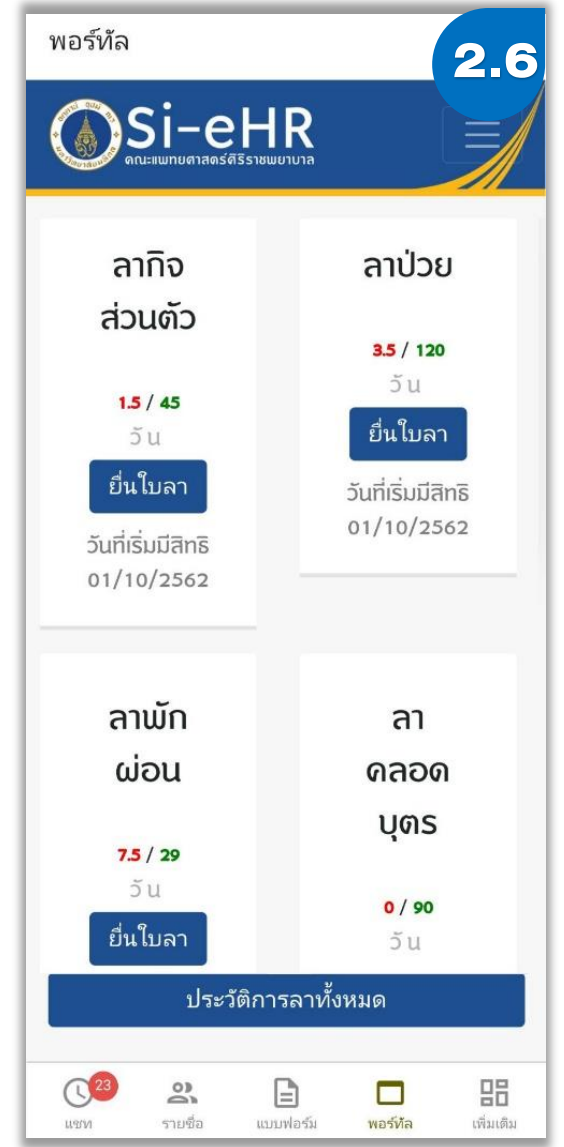 พอร์ทัล
2.6
Si-eHR
คณะแพทยศาสตร์ศิริราชพยาบาล
ลากิจ
ส่วนตัว
1.5 / 45
วัน
ยื่นใบลา
วันที่เริ่มมีสิทธิ
01/10/2562
ลาป่วย
3.5 / 120
วัน
ยื่นใบลา
วันที่เริ่มมีสิทธิ
01/10/2562
ลาพัก
ผ่อน
7.5 / 29
วัน
ยื่นใบลา
ลา
คลอด
บุตร
0 / 90
วัน
ประวัติการลาทั้งหมด
23
แชท
รายชื่อ
แบบฟอร์ม
พอร์ทัล
เพิ่มเติม